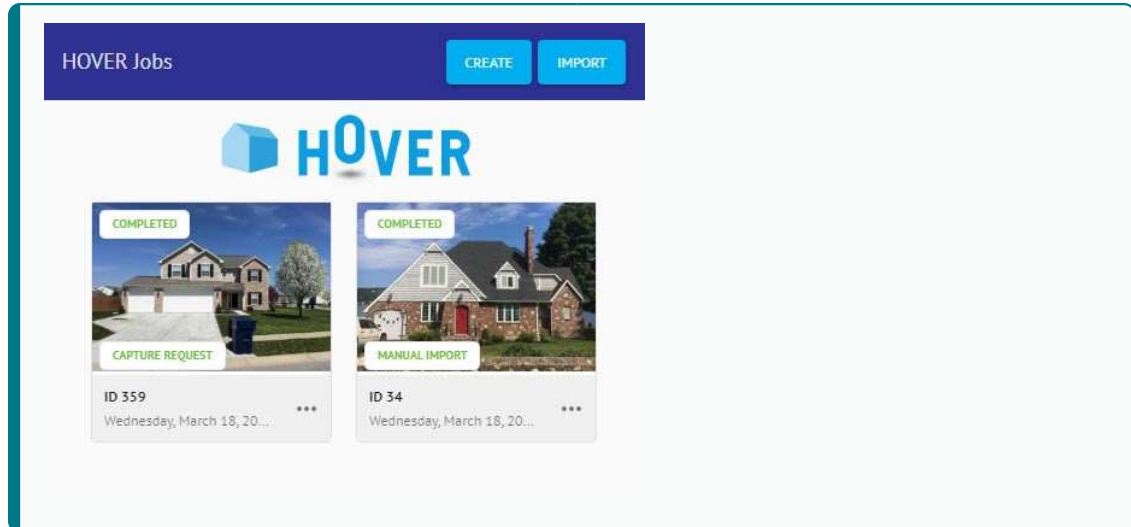 HOVER Jobs
CREATE
IMPORT
HOVER
COMPLETED
COMPLETED
CAPTURE REQUEST
MANUAL IMPORT
ID 359
ID 34
Wednesday, March 18, 20...
Wednesday, March 18, 20...